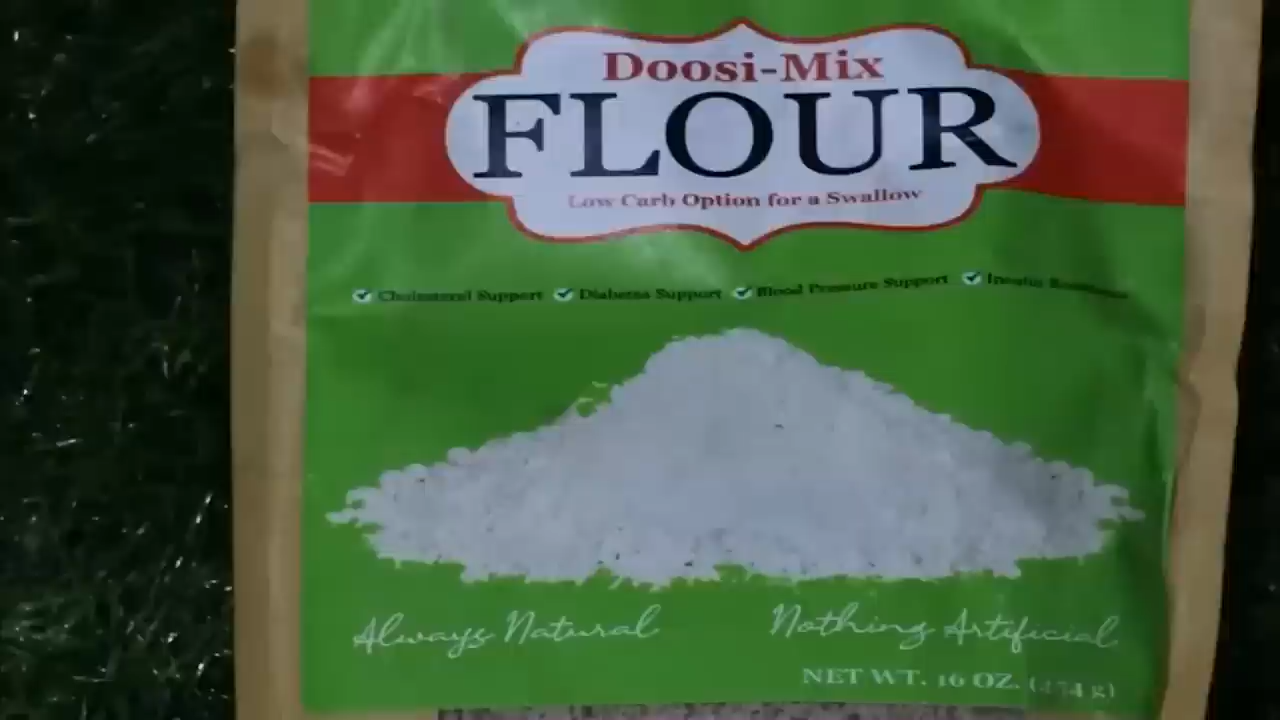 Doosi-Mix
FLOUR
Low Carb Option for a Swallow
Cholesterol Support Diabetes Support Blood Pressure Support
Always Natural Nothing Artificial
NET WT. 16 OZ. (454 g)